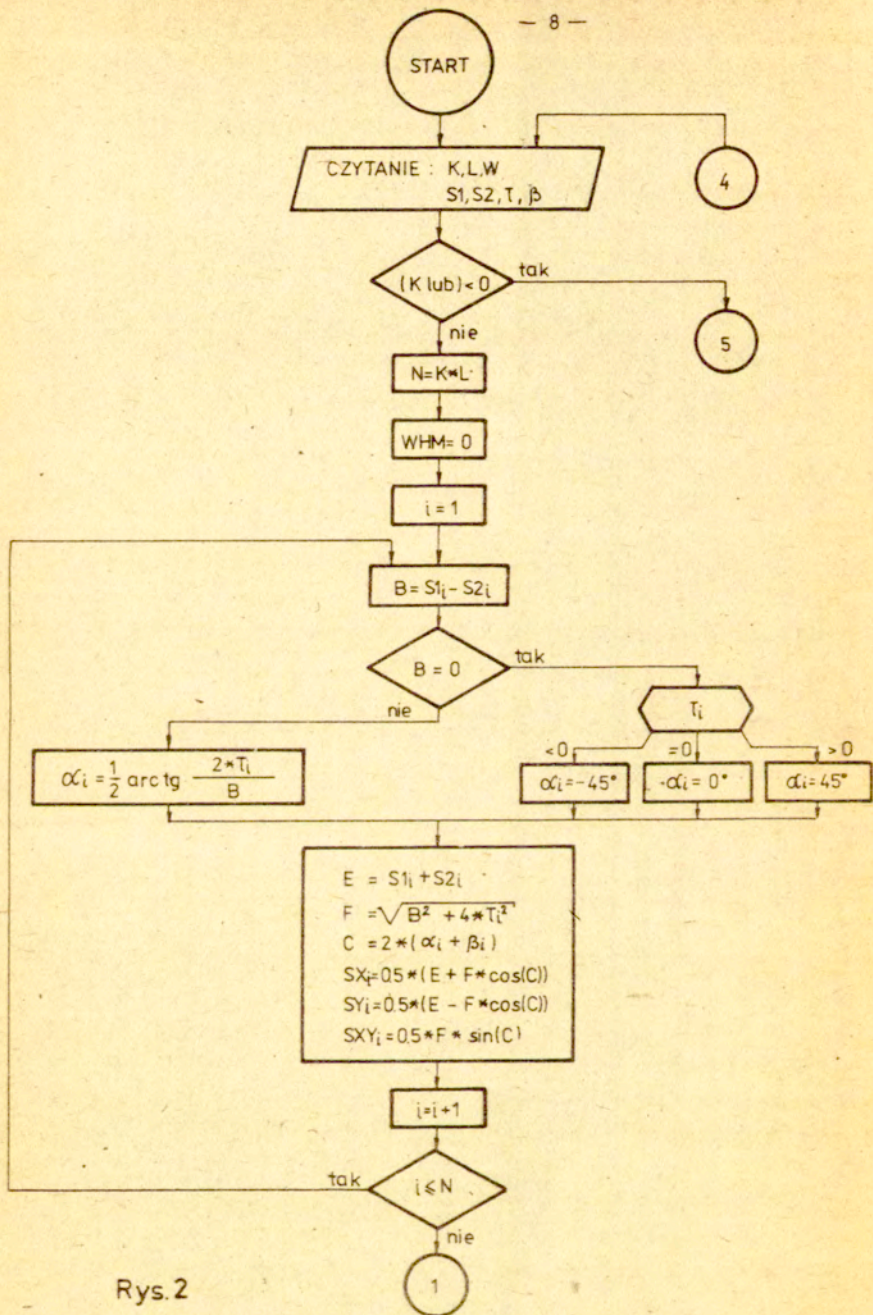 — 8 —
START
CZYTANIE : K,L,W
S1,S2,T,β
4
(K lub)<0
tak
nie
5
N=K*L
WHM=0
i=1
B=S1i-S2i
B=0
tak
nie
Ti
<0
=0
>0
αi=1/2 arc tg 2*Ti/B
αi=-45°
-αi=0°
αi=45°
E = S1i+S2i
F =√B²+4*Ti²
C =2*(αi+βi)
SXi=0.5*(E+F*cos(C))
SYi=0.5*(E-F*cos(C))
SXYi=0.5*F*sin(C)
i=i+1
tak
i⩽N
nie
1
Rys.2